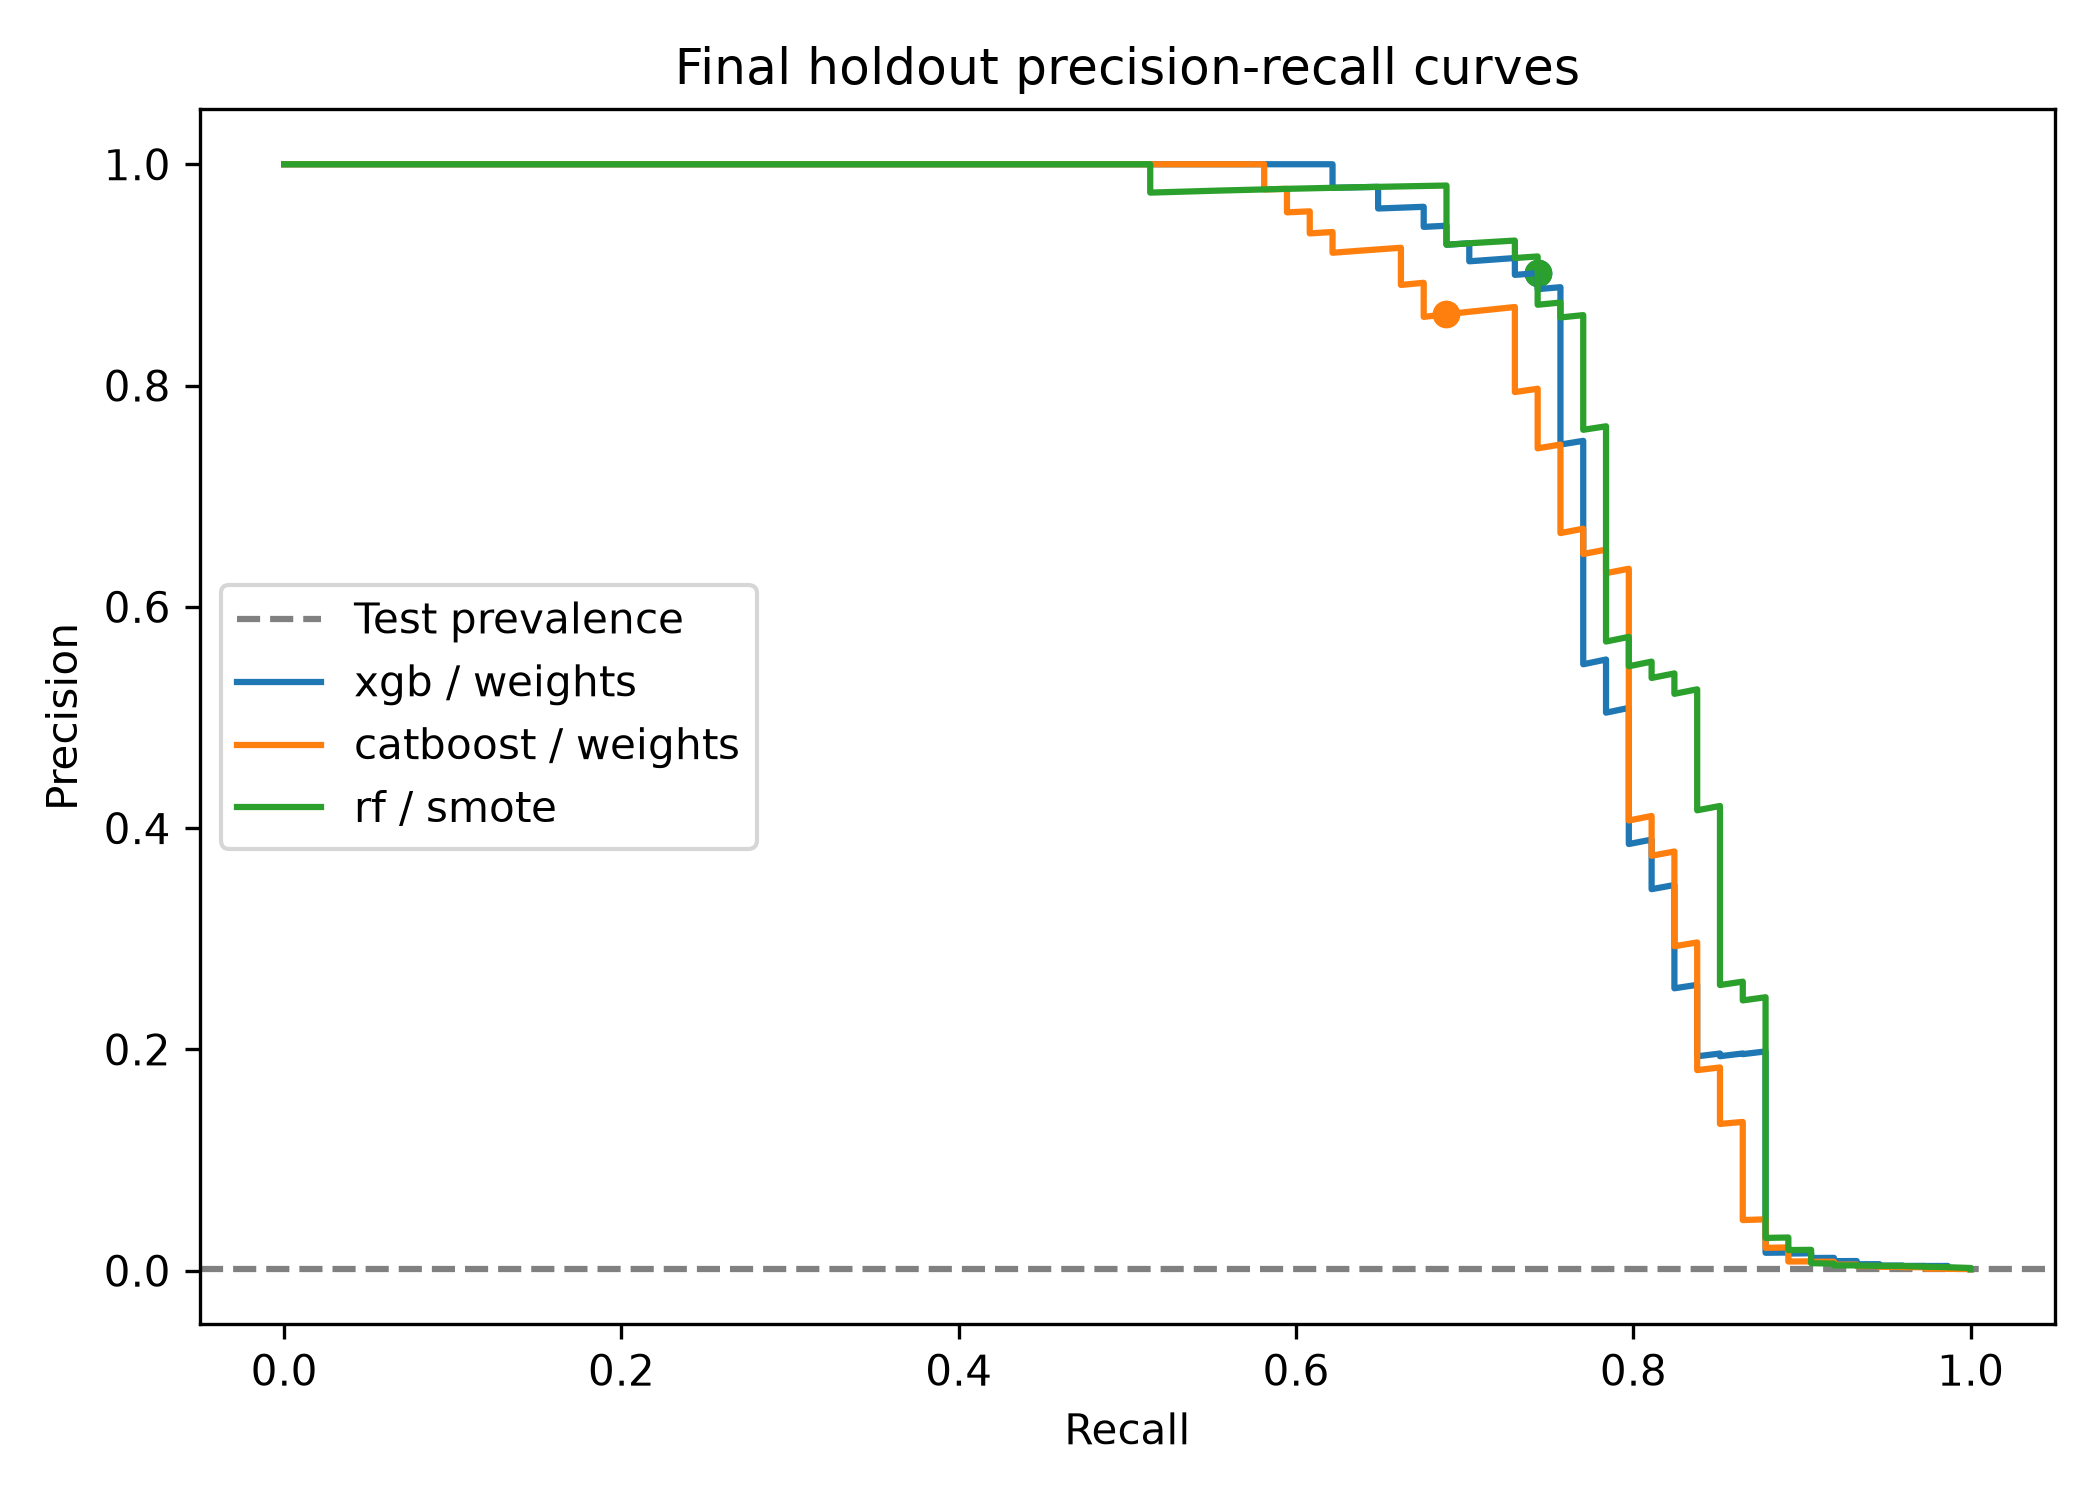 Final holdout precision-recall curves
Precision
1.0
0.8
0.6
0.4
0.2
0.0
Test prevalence
xgb / weights
catboost / weights
rf / smote
0.0 0.2 0.4 0.6 0.8 1.0
Recall